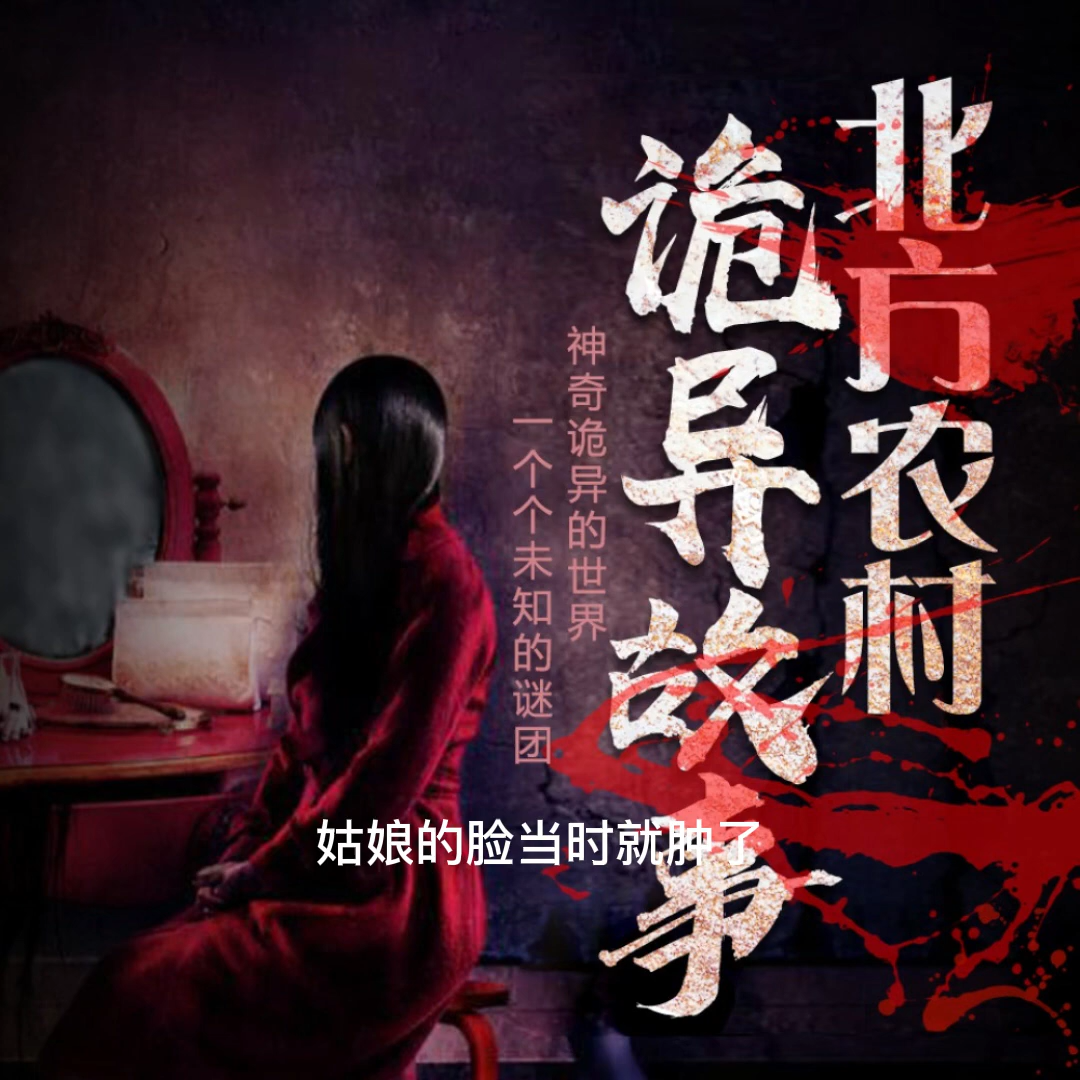 北方农村
诡异故事
神奇诡异的世界
一个个未知的谜团
姑娘的脸当时就肿了